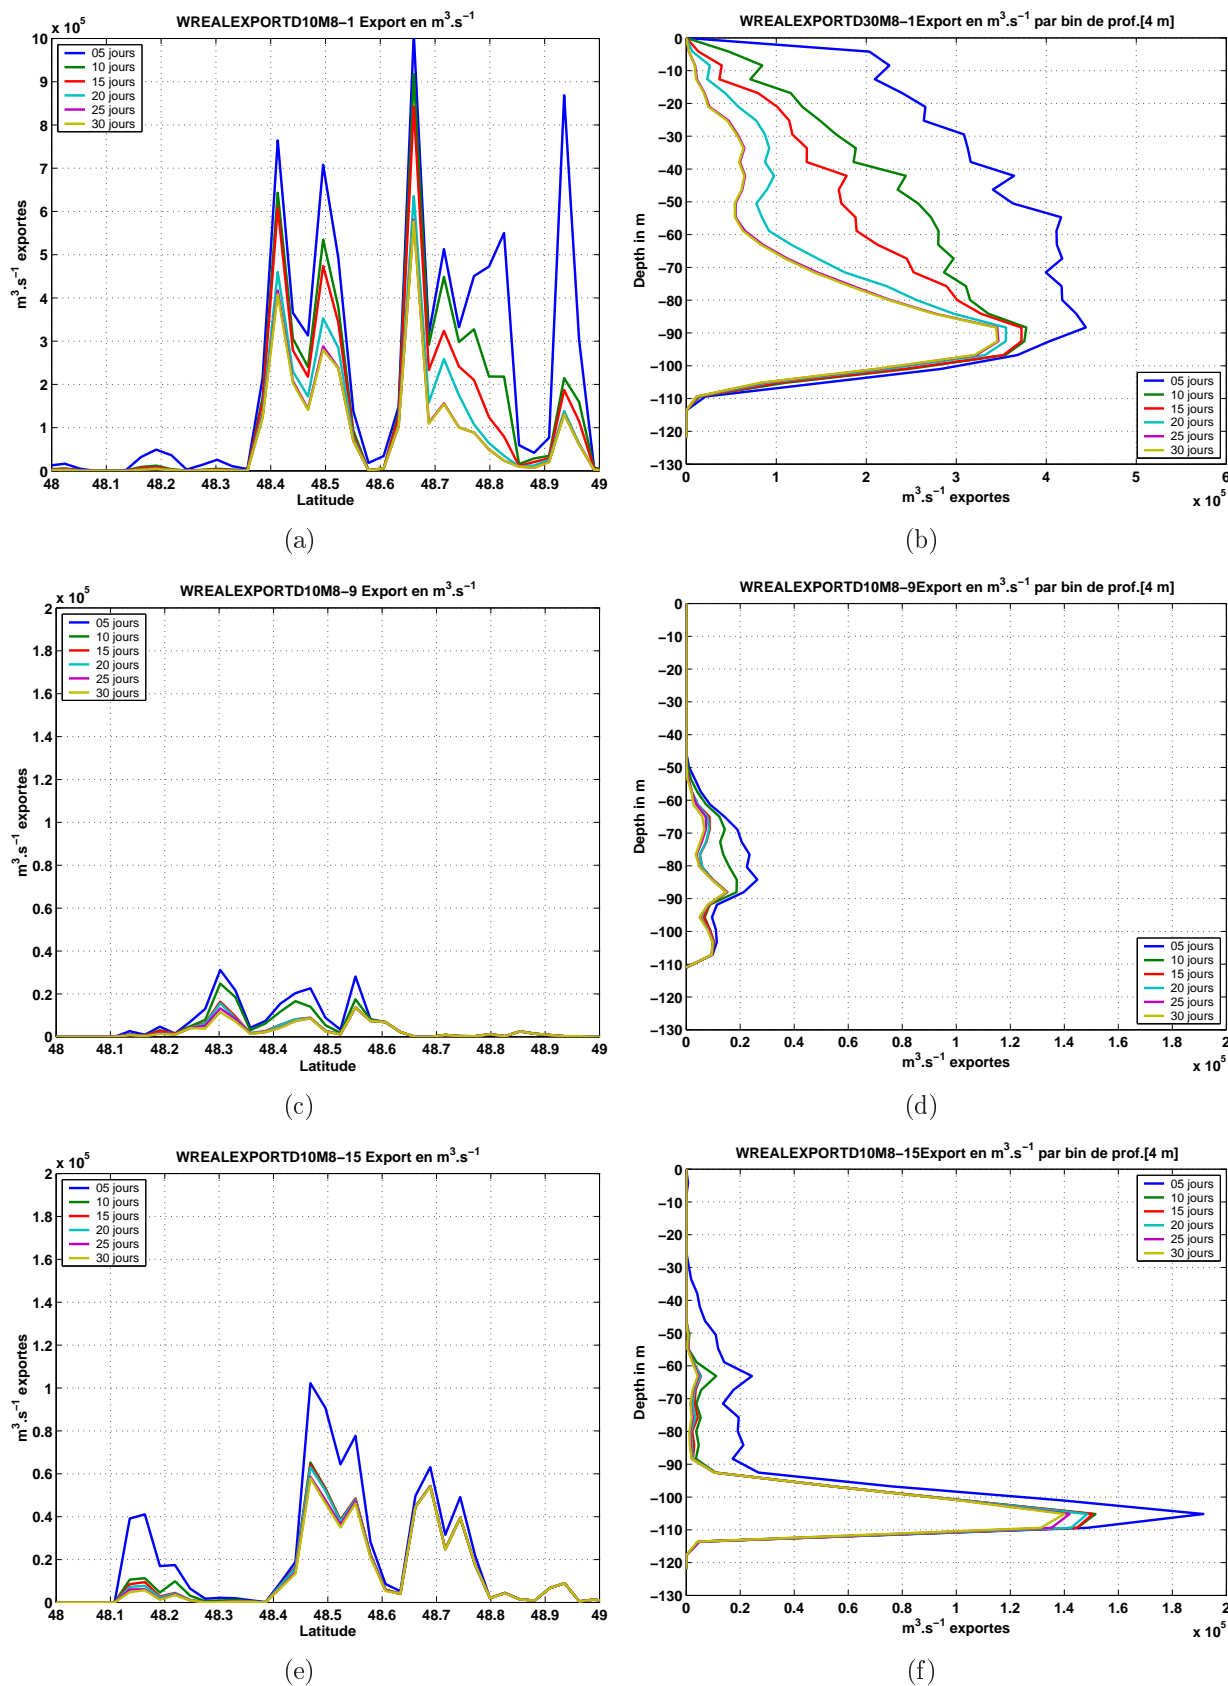 WREALEXPORTD10M8−1 Export en m³.s⁻¹
x 10⁵
10
9
8
7
6
5
4
3
2
1
0
m³.s⁻¹ exportes
05 jours
10 jours
15 jours
20 jours
25 jours
30 jours
48 48.1 48.2 48.3 48.4 48.5 48.6 48.7 48.8 48.9 49
Latitude
(a)
WREALEXPORTD30M8−1Export en m³.s⁻¹ par bin de prof.[4 m]
0
−10
−20
−30
−40
−50
−60
−70
−80
−90
−100
−110
−120
−130
Depth in m
05 jours
10 jours
15 jours
20 jours
25 jours
30 jours
0 1 2 3 4 5 6
m³.s⁻¹ exportes
x 10⁵
(b)
WREALEXPORTD10M8−9 Export en m³.s⁻¹
x 10⁵
2
1.8
1.6
1.4
1.2
1
0.8
0.6
0.4
0.2
0
m³.s⁻¹ exportes
05 jours
10 jours
15 jours
20 jours
25 jours
30 jours
48 48.1 48.2 48.3 48.4 48.5 48.6 48.7 48.8 48.9 49
Latitude
(c)
WREALEXPORTD10M8−9Export en m³.s⁻¹ par bin de prof.[4 m]
0
−10
−20
−30
−40
−50
−60
−70
−80
−90
−100
−110
−120
−130
Depth in m
05 jours
10 jours
15 jours
20 jours
25 jours
30 jours
0 0.2 0.4 0.6 0.8 1 1.2 1.4 1.6 1.8 2
m³.s⁻¹ exportes
x 10⁵
(d)
WREALEXPORTD10M8−15 Export en m³.s⁻¹
x 10⁵
2
1.8
1.6
1.4
1.2
1
0.8
0.6
0.4
0.2
0
m³.s⁻¹ exportes
05 jours
10 jours
15 jours
20 jours
25 jours
30 jours
48 48.1 48.2 48.3 48.4 48.5 48.6 48.7 48.8 48.9 49
Latitude
(e)
WREALEXPORTD10M8−15Export en m³.s⁻¹ par bin de prof.[4 m]
0
−10
−20
−30
−40
−50
−60
−70
−80
−90
−100
−110
−120
−130
Depth in m
05 jours
10 jours
15 jours
20 jours
25 jours
30 jours
0 0.2 0.4 0.6 0.8 1 1.2 1.4 1.6 1.8 2
m³.s⁻¹ exportes
x 10⁵
(f)